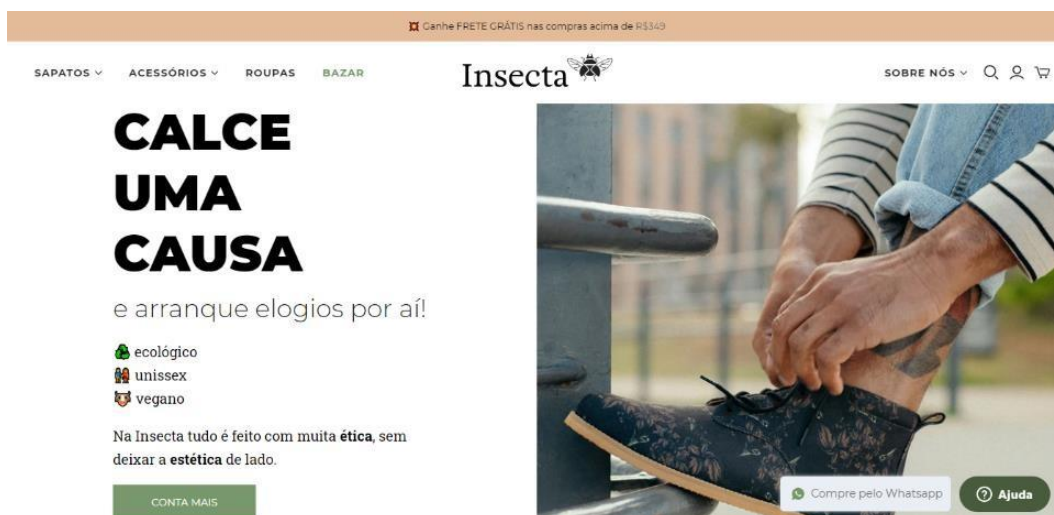 Ganhe FRETE GRÁTIS nas compras acima de R$349
SAPATOS
ACESSÓRIOS
ROUPAS
BAZAR
Insecta
SOBRE NÓS
CALCE
UMA
CAUSA
e arranque elogios por aí!
ecológico
unissex
vegano
Na Insecta tudo é feito com muita ética, sem
deixar a estética de lado.
CONTA MAIS
Compre pelo Whatsapp
Ajuda